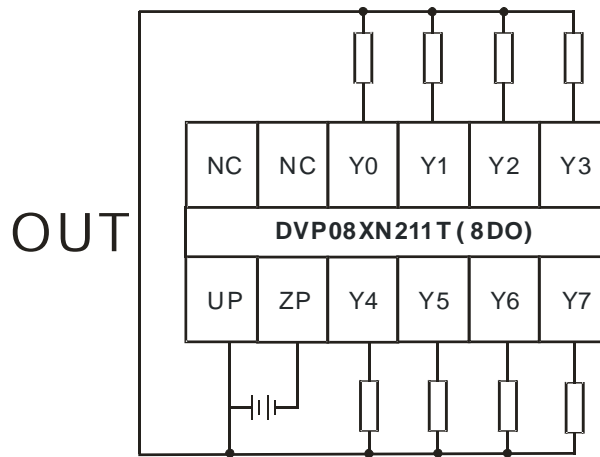 NC NC Y0 Y1 Y2 Y3
OUT
DVP08XN211T (8DO)
UP ZP Y4 Y5 Y6 Y7